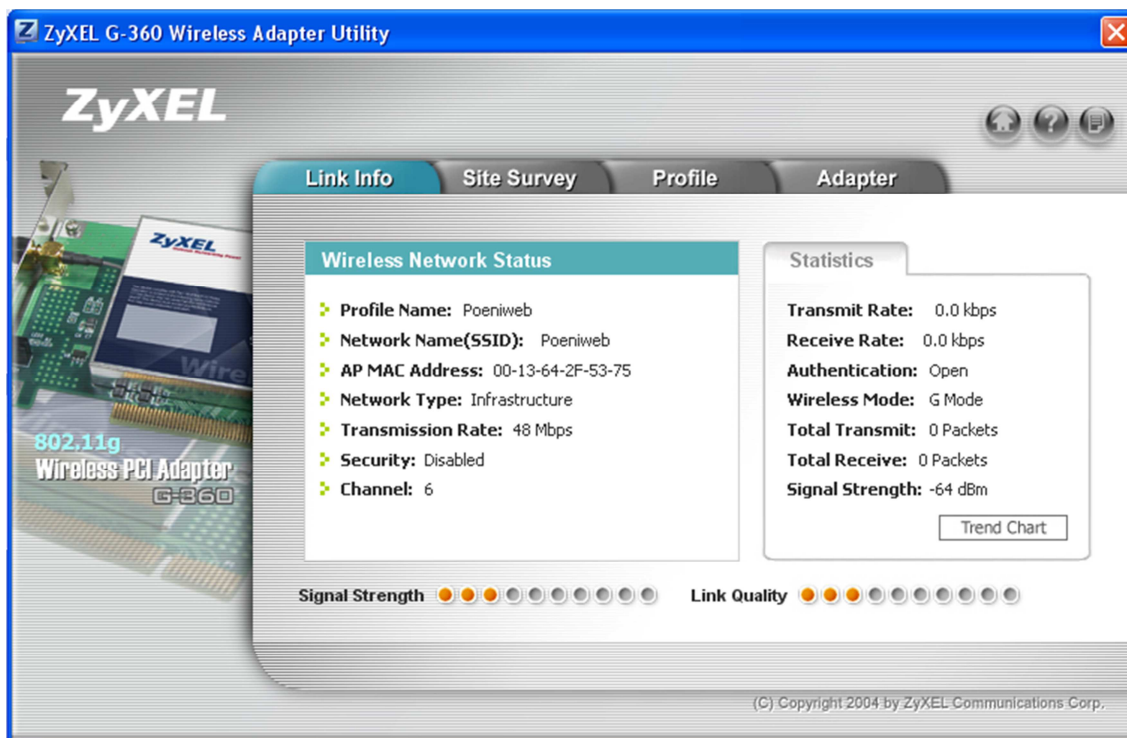 ZyXEL G-360 Wireless Adapter Utility
ZyXEL
Link Info Site Survey Profile Adapter
ZyXEL
Wireless Network Status
Profile Name: Poeniweb
Network Name(SSID): Poeniweb
AP MAC Address: 00-13-64-2F-53-75
Network Type: Infrastructure
Transmission Rate: 48 Mbps
Security: Disabled
Channel: 6
Statistics
Transmit Rate: 0.0 kbps
Receive Rate: 0.0 kbps
Authentication: Open
Wireless Mode: G Mode
Total Transmit: 0 Packets
Total Receive: 0 Packets
Signal Strength: -64 dBm
Trend Chart
Wire
802.11g
Wireless PCI Adapter
G-360
Signal Strength
Link Quality
(C) Copyright 2004 by ZyXEL Communications Corp.